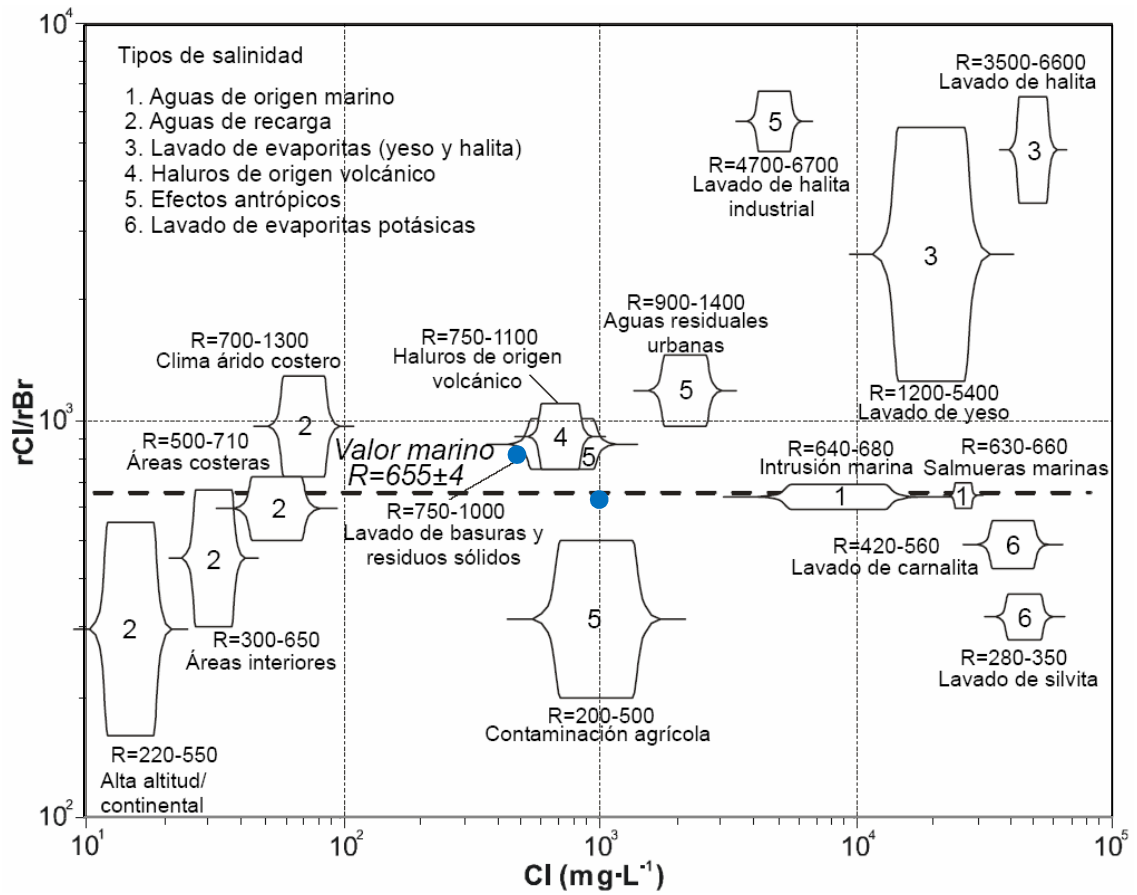 10⁴
Tipos de salinidad
1. Aguas de origen marino
2. Aguas de recarga
3. Lavado de evaporitas (yeso y halita)
4. Haluros de origen volcánico
5. Efectos antrópicos
6. Lavado de evaporitas potásicas
R=3500-6600
Lavado de halita
3
5
R=4700-6700
Lavado de halita
industrial
3
R=1200-5400
Lavado de yeso
R=900-1400
Aguas residuales
urbanas
5
R=750-1100
Haluros de origen
volcánico
4
5
R=700-1300
Clima árido costero
2
10³
R=500-710
Áreas costeras
2
Valor marino
R=655±4
R=750-1000
Lavado de basuras y
residuos sólidos
R=640-680
Intrusión marina
1
R=630-660
Salmueras marinas
1
R=420-560
Lavado de carnalita
6
6
R=280-350
Lavado de silvita
2
R=300-650
Áreas interiores
2
R=220-550
Alta altitud/
continental
5
R=200-500
Contaminación agrícola
10²
rCl/rBr
10¹
10²
10³
10⁴
10⁵
Cl (mg·L⁻¹)